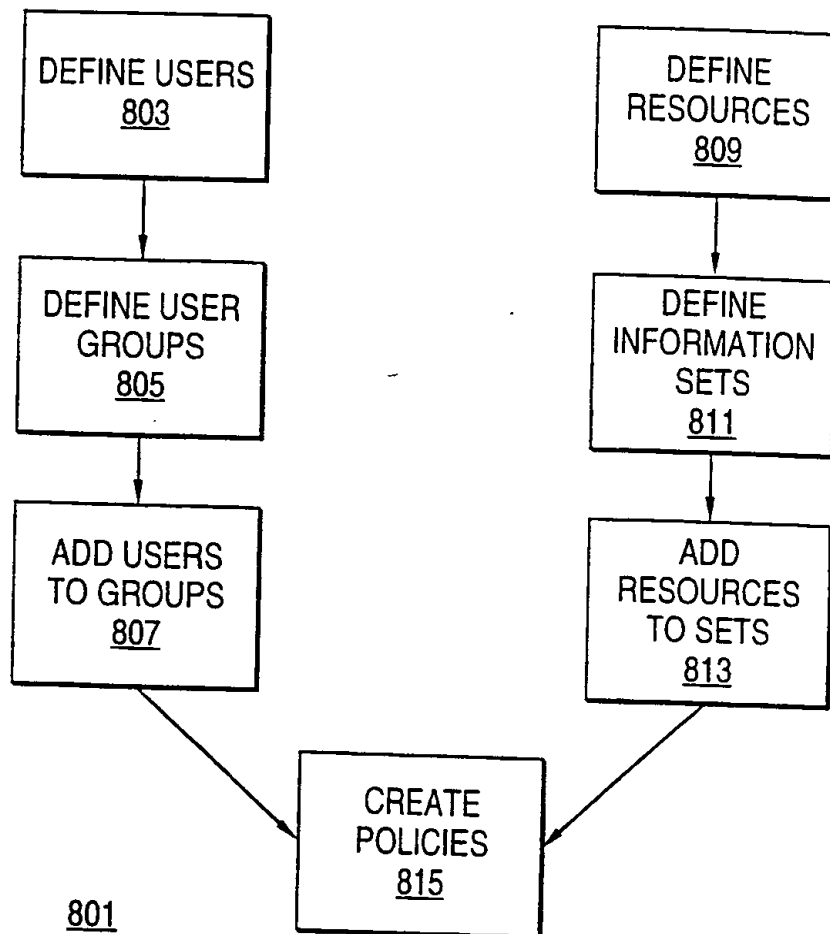 DEFINE USERS
803
DEFINE USER
GROUPS
805
ADD USERS
TO GROUPS
807
DEFINE
RESOURCES
809
DEFINE
INFORMATION
SETS
811
ADD
RESOURCES
TO SETS
813
CREATE
POLICIES
815
801